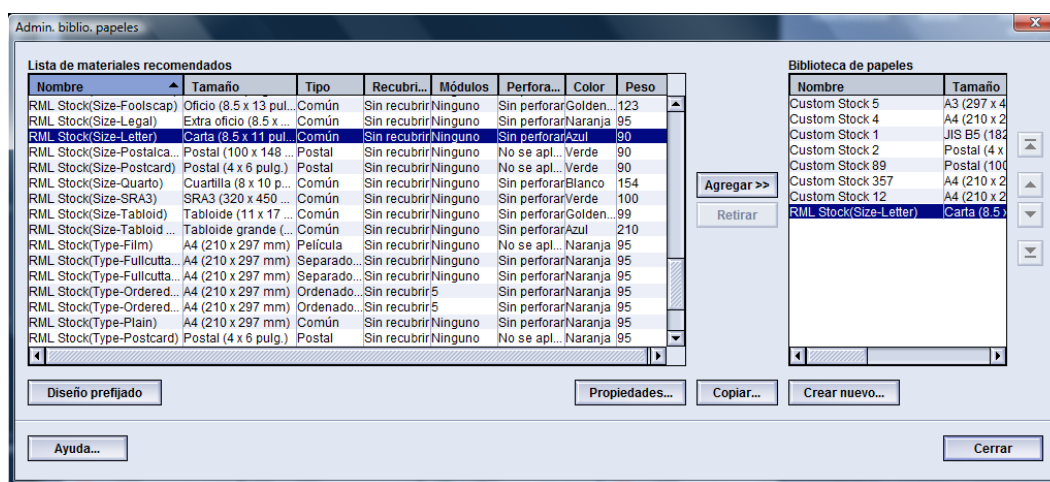 Admin. biblio. papeles
Lista de materiales recomendados
Nombre Tamaño Tipo Recubri... Módulos Perfora... Color Peso
RML Stock(Size-Foolscap) Oficio (8.5 x 13 pul... Común Sin recubrir Ninguno Sin perforar Golden... 123
RML Stock(Size-Legal) Extra oficio (8.5 x ... Común Sin recubrir Ninguno Sin perforar Naranja 95
RML Stock(Size-Letter) Carta (8.5 x 11 pul... Común Sin recubrir Ninguno Sin perforar Azul 90
RML Stock(Size-Postalca... Postal (100 x 148 ... Postal Sin recubrir Ninguno No se apl... Verde 90
RML Stock(Size-Postcard) Postal (4 x 6 pulg.) Postal Sin recubrir Ninguno No se apl... Verde 90
RML Stock(Size-Quarto) Cuartilla (8 x 10 p... Común Sin recubrir Ninguno Sin perforar Blanco 154
RML Stock(Size-SRA3) SRA3 (320 x 450 ... Común Sin recubrir Ninguno Sin perforar Verde 100
RML Stock(Size-Tabloid) Tabloide (11 x 17 ... Común Sin recubrir Ninguno Sin perforar Golden... 99
RML Stock(Size-Tabloid ... Tabloide grande (... Común Sin recubrir Ninguno Sin perforar Azul 210
RML Stock(Type-Film) A4 (210 x 297 mm) Película Sin recubrir Ninguno No se apl... Naranja 95
RML Stock(Type-Fullcutta... A4 (210 x 297 mm) Separado... Sin recubrir Ninguno Sin perforar Naranja 95
RML Stock(Type-Fullcutta... A4 (210 x 297 mm) Separado... Sin recubrir Ninguno Sin perforar Naranja 95
RML Stock(Type-Ordered... A4 (210 x 297 mm) Ordenado... Sin recubrir 5 Sin perforar Naranja 95
RML Stock(Type-Ordered... A4 (210 x 297 mm) Ordenado... Sin recubrir 5 Sin perforar Naranja 95
RML Stock(Type-Plain) A4 (210 x 297 mm) Común Sin recubrir Ninguno Sin perforar Naranja 95
RML Stock(Type-Postcard) Postal (4 x 6 pulg.) Postal Sin recubrir Ninguno No se apl... Naranja 95
Agregar >>
Retirar
Biblioteca de papeles
Nombre Tamaño
Custom Stock 5 A3 (297 x 4
Custom Stock 4 A4 (210 x 2
Custom Stock 1 JIS B5 (182
Custom Stock 2 Postal (4 x
Custom Stock 89 Postal (100
Custom Stock 357 A4 (210 x 2
Custom Stock 12 A4 (210 x 2
RML Stock(Size-Letter) Carta (8.5 x
Diseño prefijado Propiedades... Copiar... Crear nuevo...
Ayuda... Cerrar